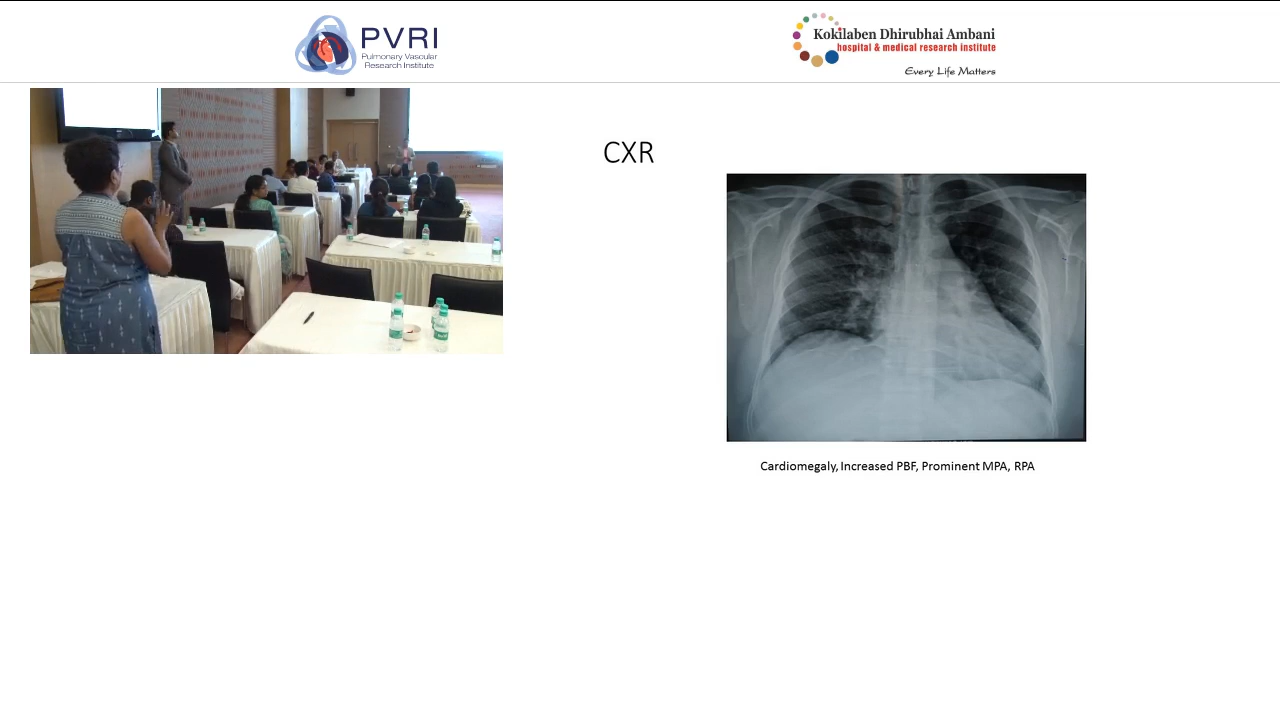 PVRI
Pulmonary Vascular
Research Institute
Kokilaben Dhirubhai Ambani
hospital & medical research institute
Every Life Matters
CXR
Cardiomegaly, Increased PBF, Prominent MPA, RPA